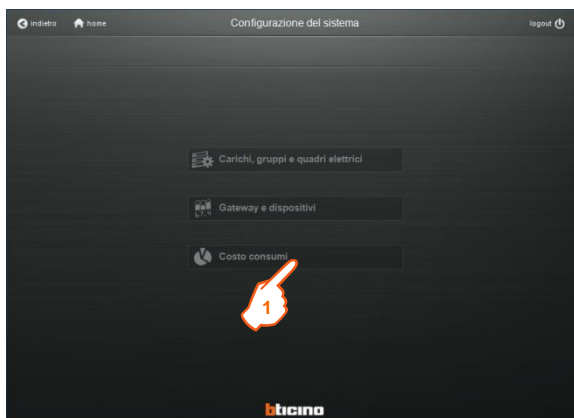 indietro home Configurazione del sistema logout
Carichi, gruppi e quadri elettrici
Gateway e dispositivi
Costo consumi
1
bticino